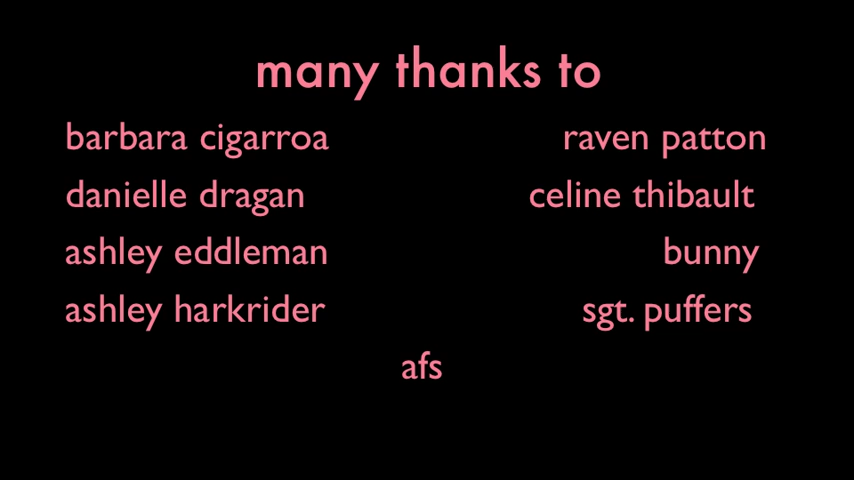 many thanks to
barbara cigarroa raven patton
danielle dragan celine thibault
ashley eddleman bunny
ashley harkrider sgt. puffers
afs